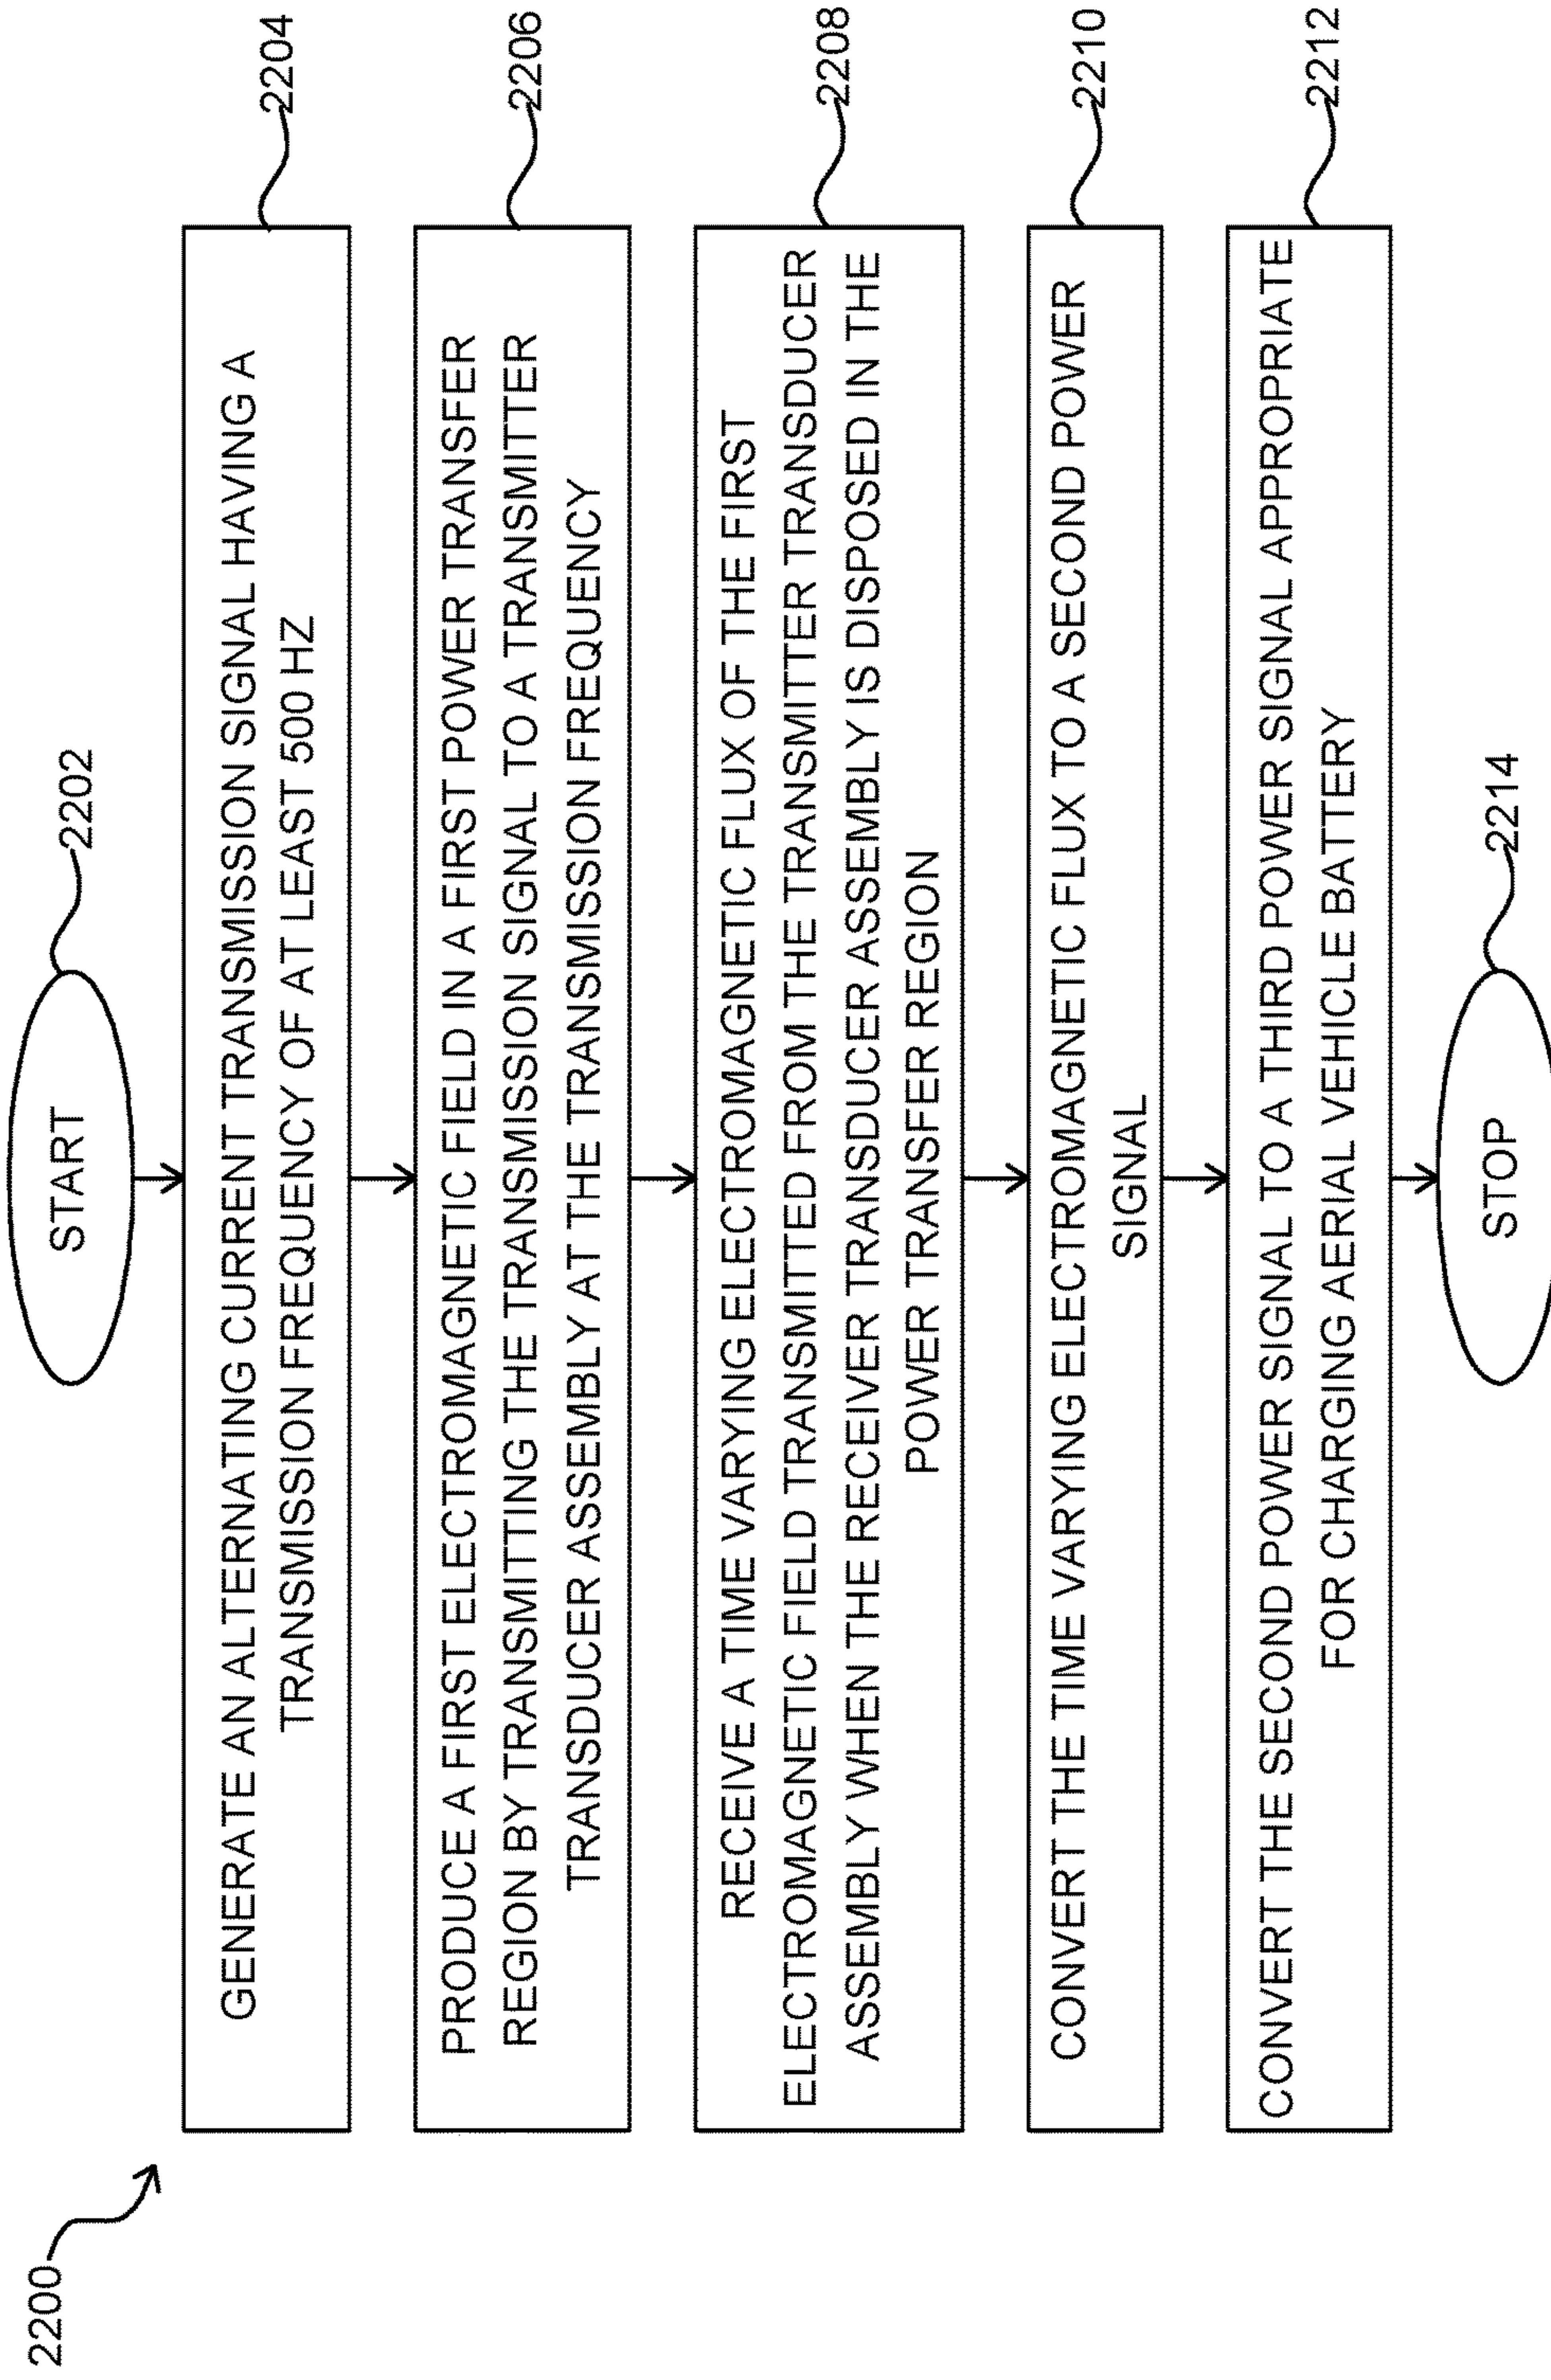 2200
START
2202
GENERATE AN ALTERNATING CURRENT TRANSMISSION SIGNAL HAVING A
TRANSMISSION FREQUENCY OF AT LEAST 500 HZ
2204
PRODUCE A FIRST ELECTROMAGNETIC FIELD IN A FIRST POWER TRANSFER
REGION BY TRANSMITTING THE TRANSMISSION SIGNAL TO A TRANSMITTER
TRANSDUCER ASSEMBLY AT THE TRANSMISSION FREQUENCY
2206
RECEIVE A TIME VARYING ELECTROMAGNETIC FLUX OF THE FIRST
ELECTROMAGNETIC FIELD TRANSMITTED FROM THE TRANSMITTER TRANSDUCER
ASSEMBLY WHEN THE RECEIVER TRANSDUCER ASSEMBLY IS DISPOSED IN THE
POWER TRANSFER REGION
2208
CONVERT THE TIME VARYING ELECTROMAGNETIC FLUX TO A SECOND POWER
SIGNAL
2210
CONVERT THE SECOND POWER SIGNAL TO A THIRD POWER SIGNAL APPROPRIATE
FOR CHARGING AERIAL VEHICLE BATTERY
2212
STOP
2214